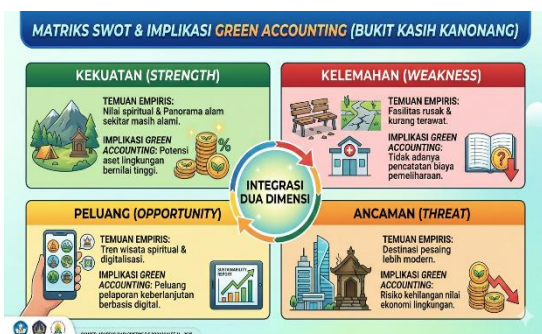 MATRIKS SWOT & IMPLIKASI GREEN ACCOUNTING (BUKIT KASIH KANONANG)
KEKUATAN (STRENGTH)
TEMUAN EMPIRIS:
Nilai spiritual & Panorama alam
sekitar masih alami.
IMPLIKASI GREEN
ACCOUNTING: Potensi
aset lingkungan
bernilai tinggi.
%
KELEMAHAN (WEAKNESS)
TEMUAN EMPIRIS:
Fasilitas rusak &
kurang terawat.
IMPLIKASI GREEN
ACCOUNTING:
Tidak adanya
pencatatan biaya
pemeliharaan.
?
INTEGRASI
DUA DIMENSI
PELUANG (OPPORTUNITY)
TEMUAN EMPIRIS:
Tren wisata spiritual &
digitalisasi.
IMPLIKASI GREEN
ACCOUNTING: Peluang
pelaporan keberlanjutan
berbasis digital.
SUSTAINABILITY
REPORT
ANCAMAN (THREAT)
TEMUAN EMPIRIS:
Destinasi pesaing
lebih modern.
IMPLIKASI GREEN
ACCOUNTING:
Risiko kehilangan nilai
ekonomi lingkungan.